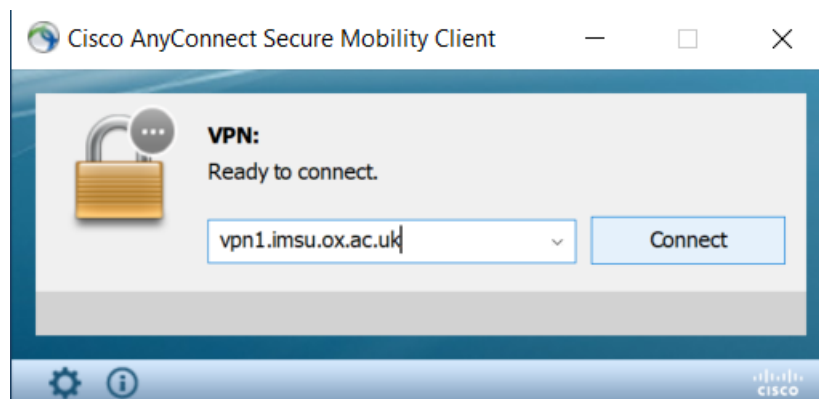 Cisco AnyConnect Secure Mobility Client
VPN:
Ready to connect.
vpn1.imsu.ox.ac.uk
Connect
CISCO